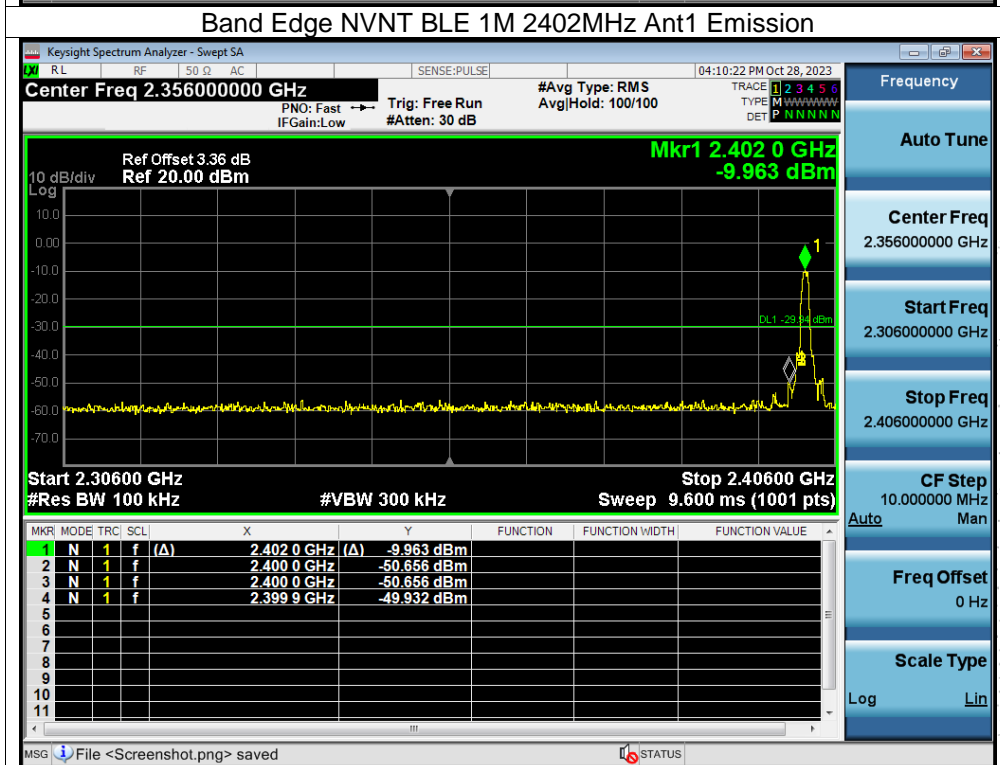 Band Edge NVNT BLE 1M 2402MHz Ant1 Emission
Keysight Spectrum Analyzer - Swept SA
LXI RL RF 50 Ω AC SENSE:PULSE 04:10:22 PM Oct 28, 2023
Center Freq 2.356000000 GHz
PNO: Fast
IFGain:Low
Trig: Free Run
#Atten: 30 dB
#Avg Type: RMS
Avg|Hold: 100/100
TRACE 1 2 3 4 5 6
TYPE M WWWWW
DET P N N N N N
Frequency
Auto Tune
Center Freq
2.356000000 GHz
Start Freq
2.306000000 GHz
Stop Freq
2.406000000 GHz
CF Step
10.000000 MHz
Auto Man
Freq Offset
0 Hz
Scale Type
Log Lin
Mkr1 2.402 0 GHz
-9.963 dBm
Ref Offset 3.36 dB
10 dB/div Ref 20.00 dBm
Log
10.0
0.00
-10.0
-20.0
-30.0
-40.0
-50.0
-60.0
-70.0
1
DL1 -29.94 dBm
Start 2.30600 GHz Stop 2.40600 GHz
#Res BW 100 kHz #VBW 300 kHz Sweep 9.600 ms (1001 pts)
MKR MODE TRC SCL X Y FUNCTION FUNCTION WIDTH FUNCTION VALUE
1 N 1 f (Δ) 2.402 0 GHz (Δ) -9.963 dBm
2 N 1 f 2.400 0 GHz -50.656 dBm
3 N 1 f 2.400 0 GHz -50.656 dBm
4 N 1 f 2.399 9 GHz -49.932 dBm
5
6
7
8
9
10
11
MSG File <Screenshot.png> saved STATUS